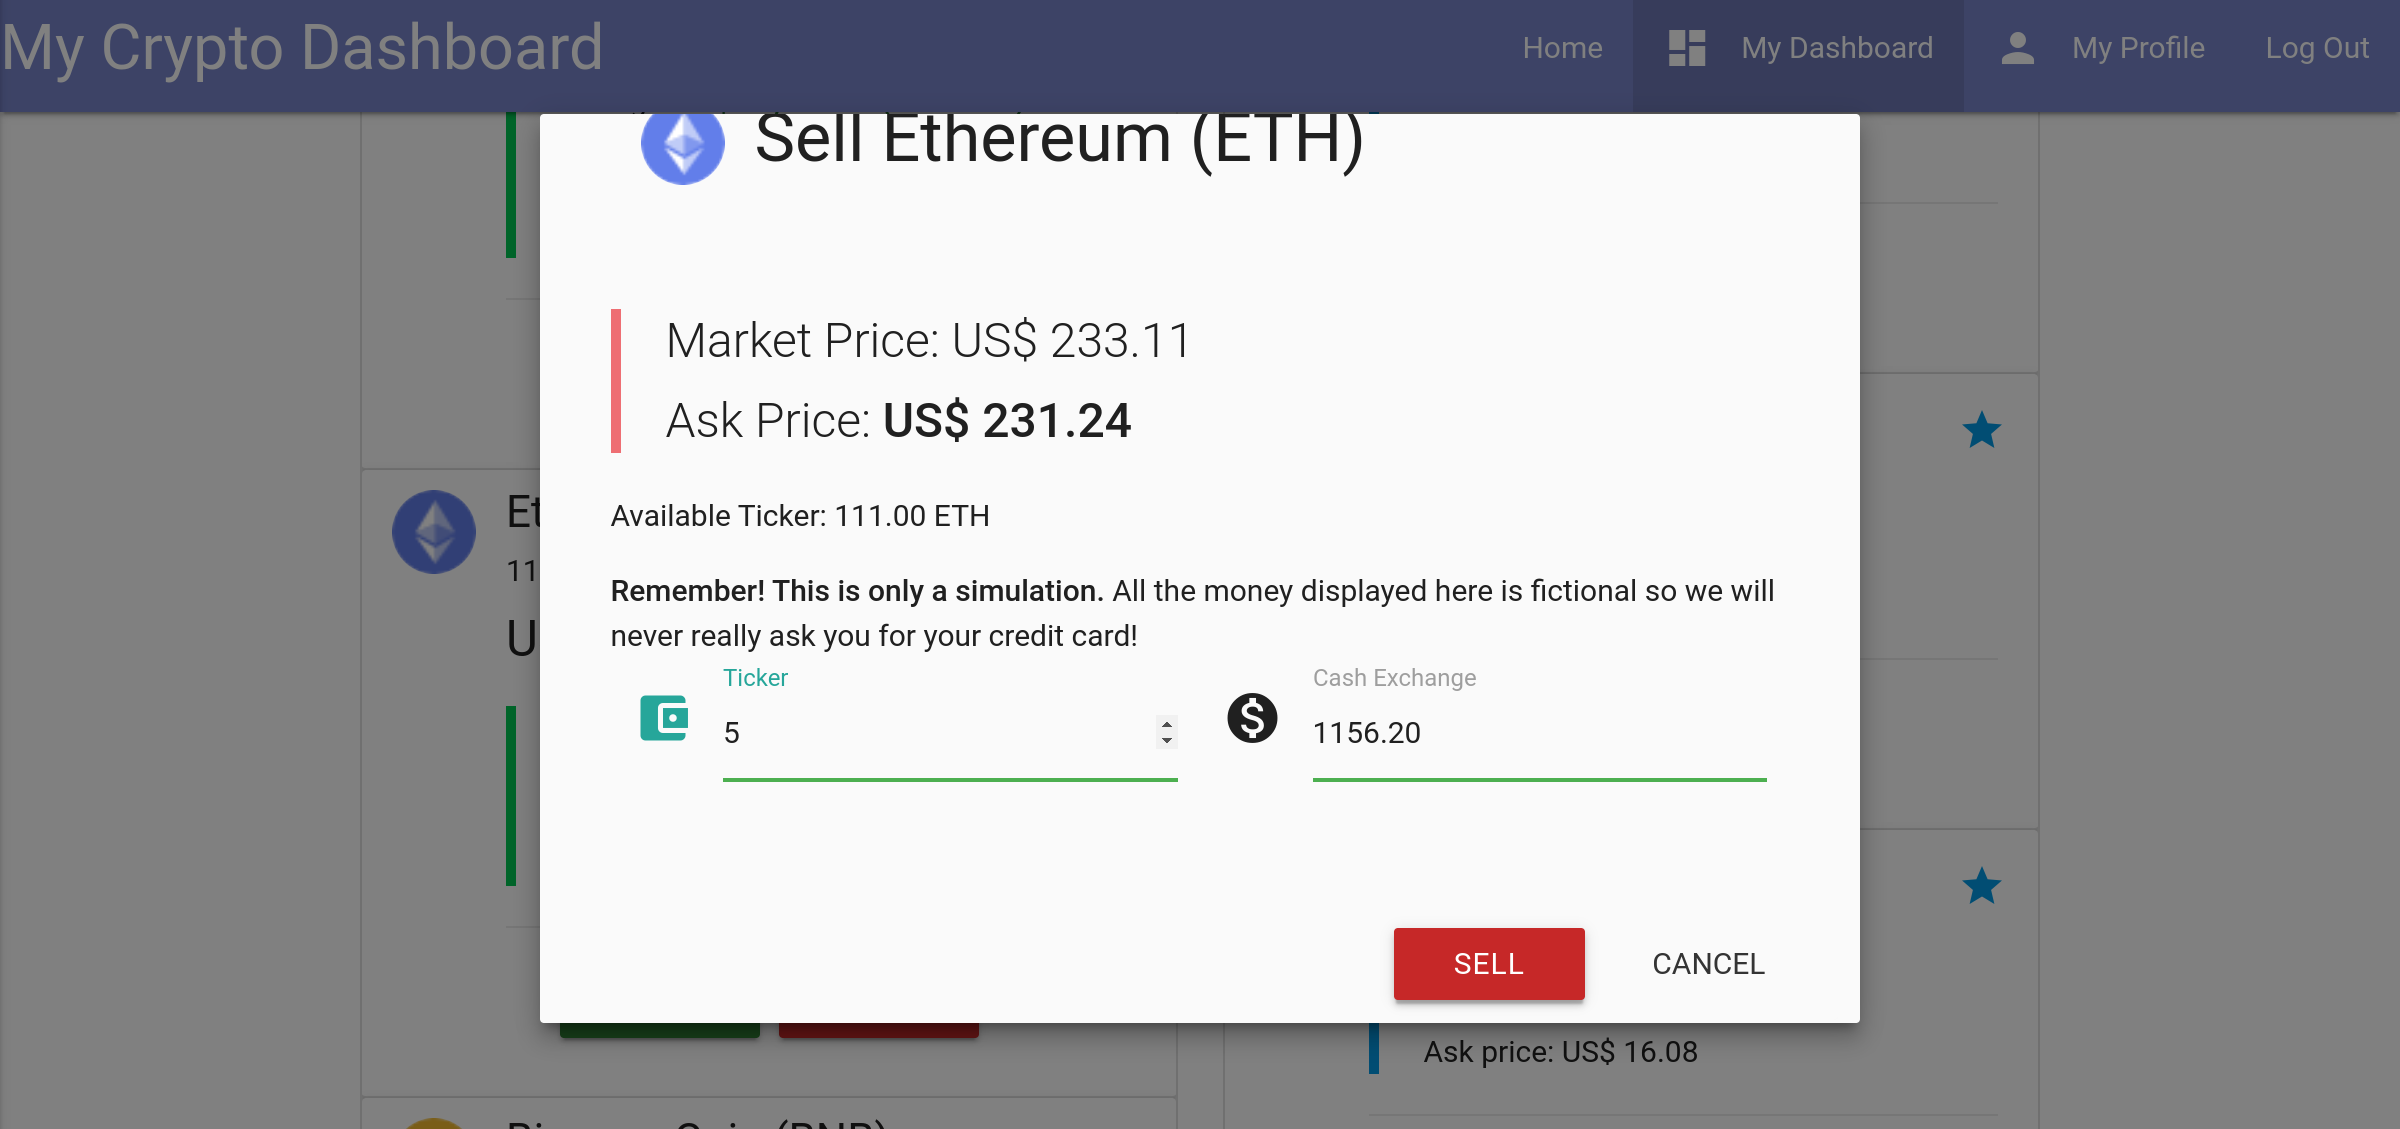 My Crypto Dashboard
Home
My Dashboard
My Profile
Log Out
Sell Ethereum (ETH)
Market Price: US$ 233.11
Ask Price: US$ 231.24
Available Ticker: 111.00 ETH
Remember! This is only a simulation. All the money displayed here is fictional so we will
never really ask you for your credit card!
Ticker
Cash Exchange
5
1156.20
SELL
CANCEL
Ask price: US$ 16.08